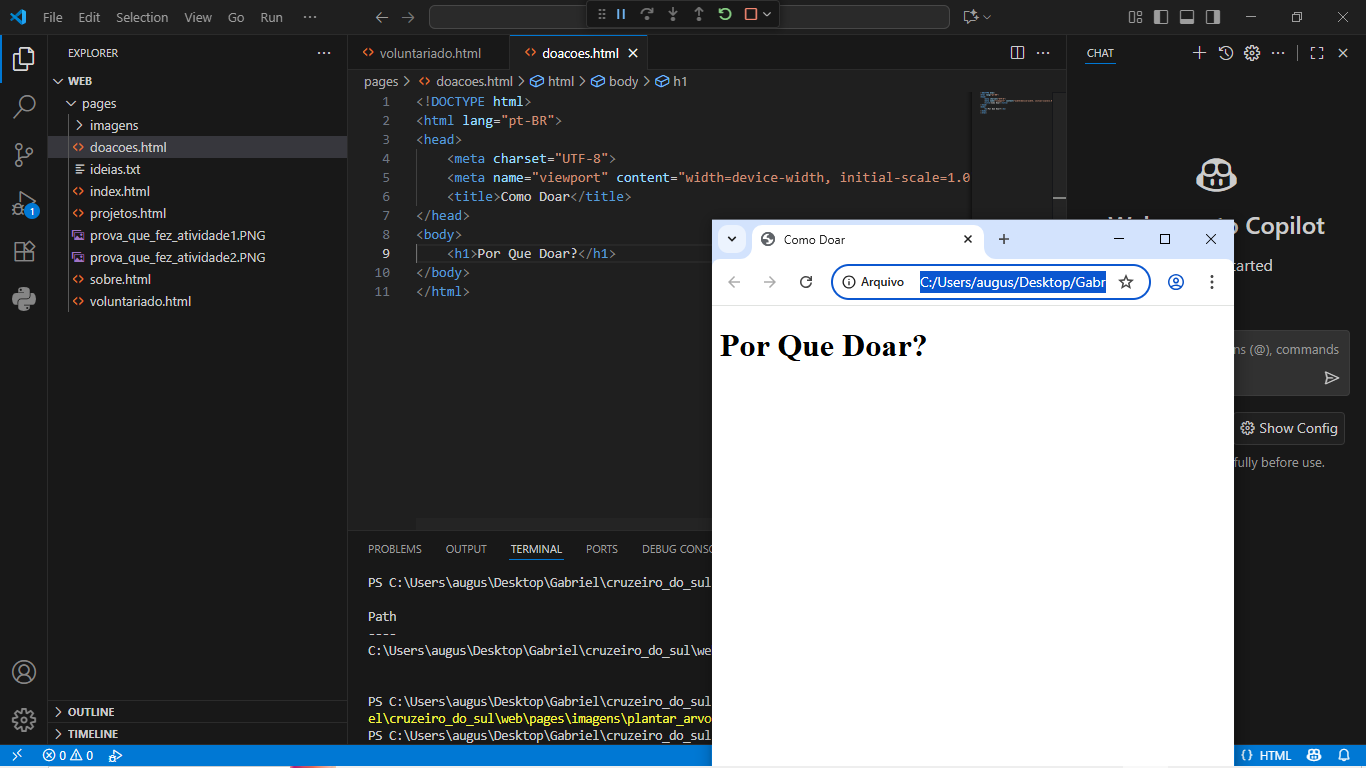 File Edit Selection View Go Run ···
EXPLORER ···
WEB
pages
imagens
doacoes.html
ideias.txt
index.html
projetos.html
prova_que_fez_atividade1.PNG
prova_que_fez_atividade2.PNG
sobre.html
voluntariado.html
OUTLINE
TIMELINE
1
voluntariado.html doacoes.html
pages > doacoes.html > html > body > h1
1 <!DOCTYPE html>
2 <html lang="pt-BR">
3 <head>
4 <meta charset="UTF-8">
5 <meta name="viewport" content="width=device-width, initial-scale=1.0
6 <title>Como Doar</title>
7 </head>
8 <body>
9 <h1>Por Que Doar?</h1>
10 </body>
11 </html>
PROBLEMS OUTPUT TERMINAL PORTS DEBUG CONSO
PS C:\Users\augus\Desktop\Gabriel\cruzeiro_do_sul
Path
----
C:\Users\augus\Desktop\Gabriel\cruzeiro_do_sul\we
PS C:\Users\augus\Desktop\Gabriel\cruzeiro_do_sul
el\cruzeiro_do_sul\web\pages\imagens\plantar_arvo
PS C:\Users\augus\Desktop\Gabriel\cruzeiro_do_sul
CHAT
to Copilot
tarted
ns (@), commands
Show Config
fully before use.
Como Doar
Arquivo C:/Users/augus/Desktop/Gabr
Por Que Doar?
0 0
{} HTML